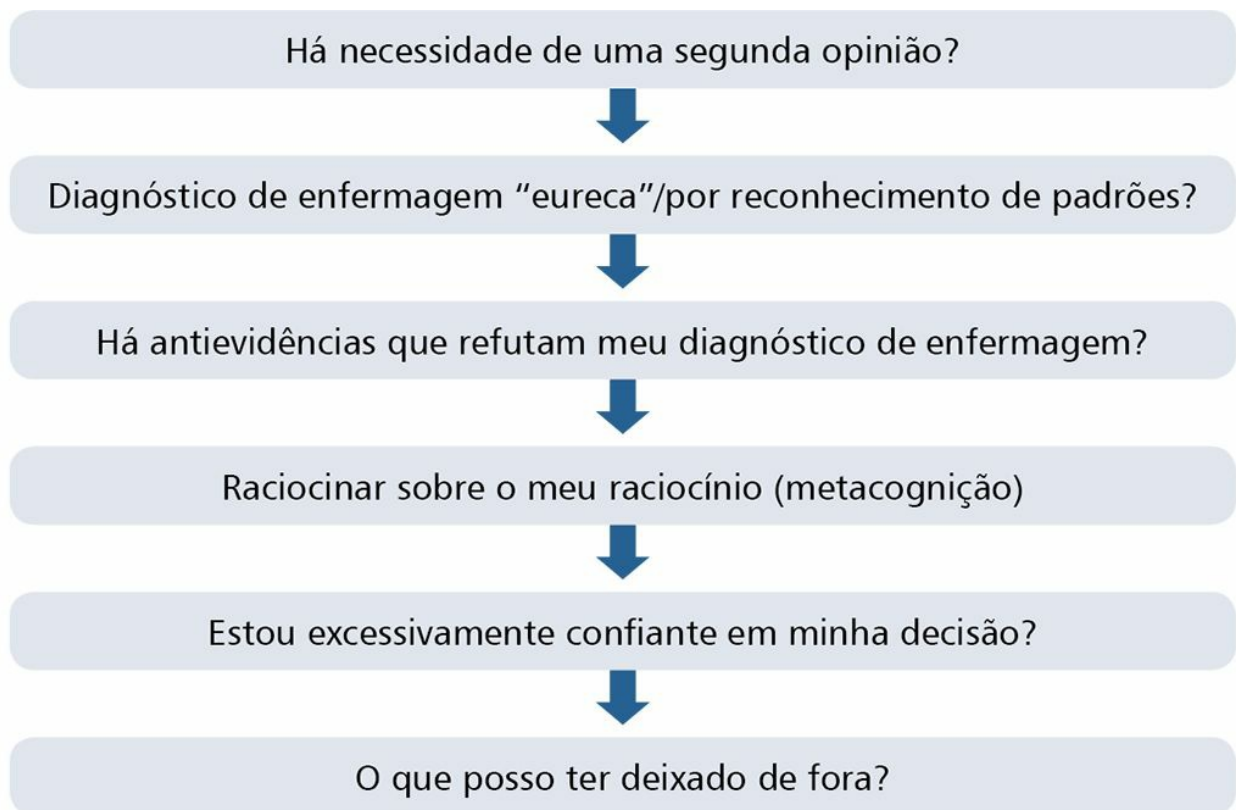 Há necessidade de uma segunda opinião?
Diagnóstico de enfermagem “eureca”/por reconhecimento de padrões?
Há antievidências que refutam meu diagnóstico de enfermagem?
Raciocinar sobre o meu raciocínio (metacognição)
Estou excessivamente confiante em minha decisão?
O que posso ter deixado de fora?